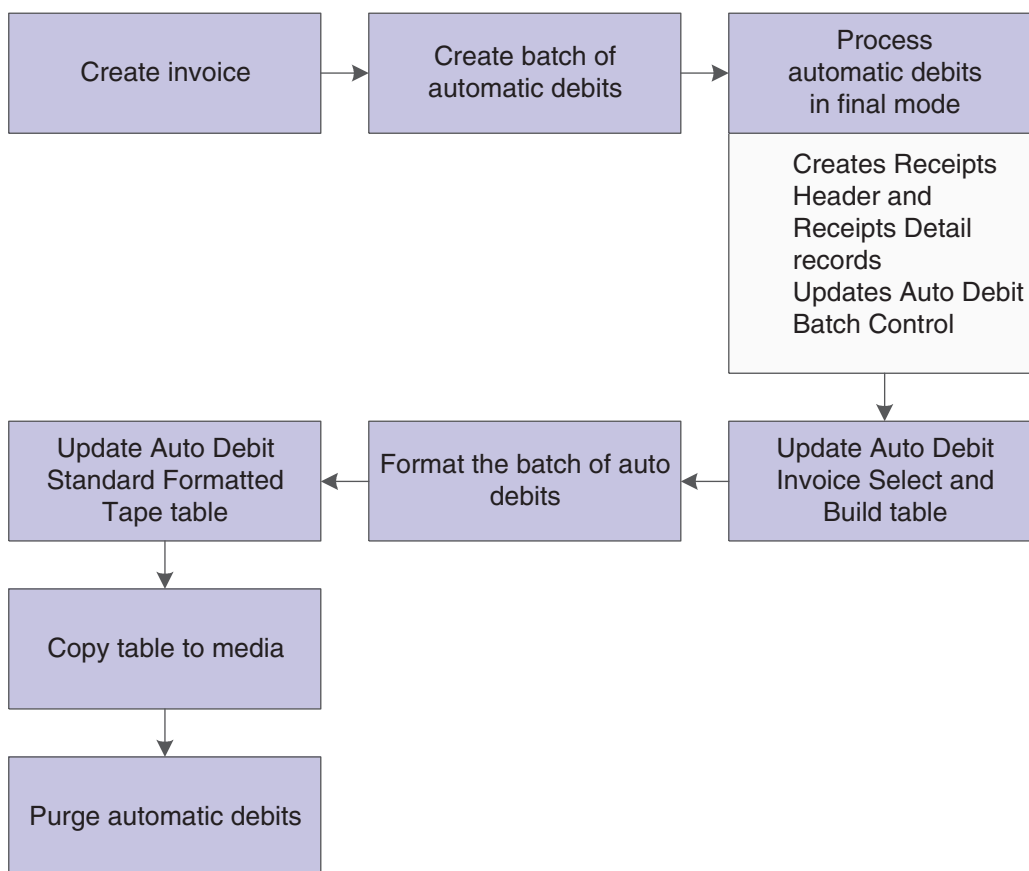 Create invoice
Create batch of
automatic debits
Process
automatic debits
in final mode
Creates Receipts
Header and
Receipts Detail
records
Updates Auto Debit
Batch Control
Update Auto Debit
Invoice Select and
Build table
Format the batch of auto
debits
Update Auto Debit
Standard Formatted
Tape table
Copy table to media
Purge automatic debits